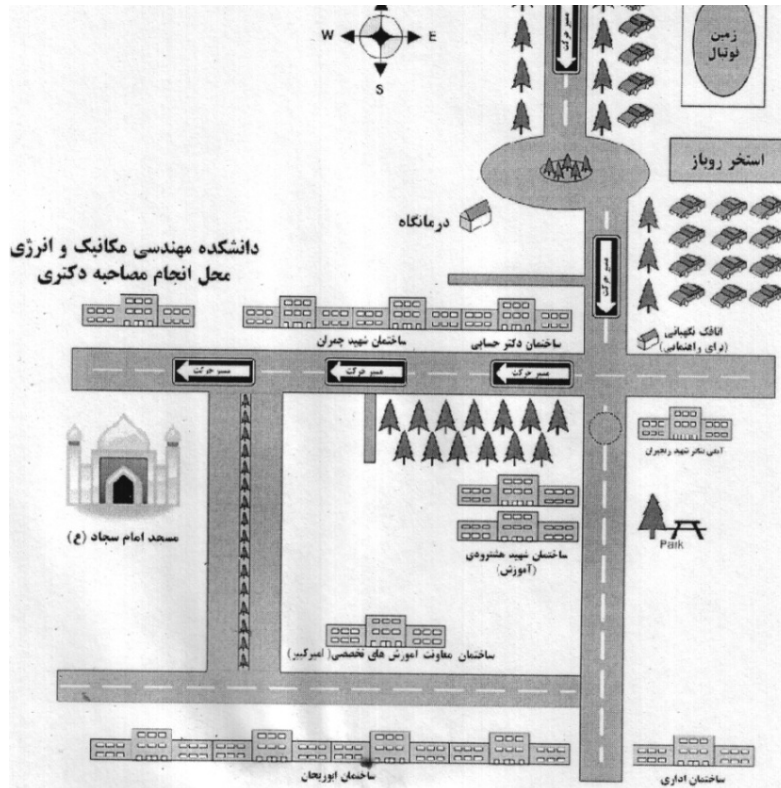 زمین
فوتبال
مسیر حرکت
W
E
S
استخر روباز
درمانگاه
دانشکده مهندسی مکانیک و انرژی
محل انجام مصاحبه دکتری
مسیر حرکت
اتاقک نگهبانی
(برای راهنمایی)
ساختمان دکتر حسابی
ساختمان شهید چمران
مسیر حرکت
مسیر حرکت
مسیر حرکت
آمفی تئاتر شهید رنجبران
مسجد امام سجاد (ع)
ساختمان شهید هشترودی
(آموزش)
Park
ساختمان معاونت آموزش های تخصصی( امیرکبیر)
ساختمان اداری
ساختمان ابوریحان